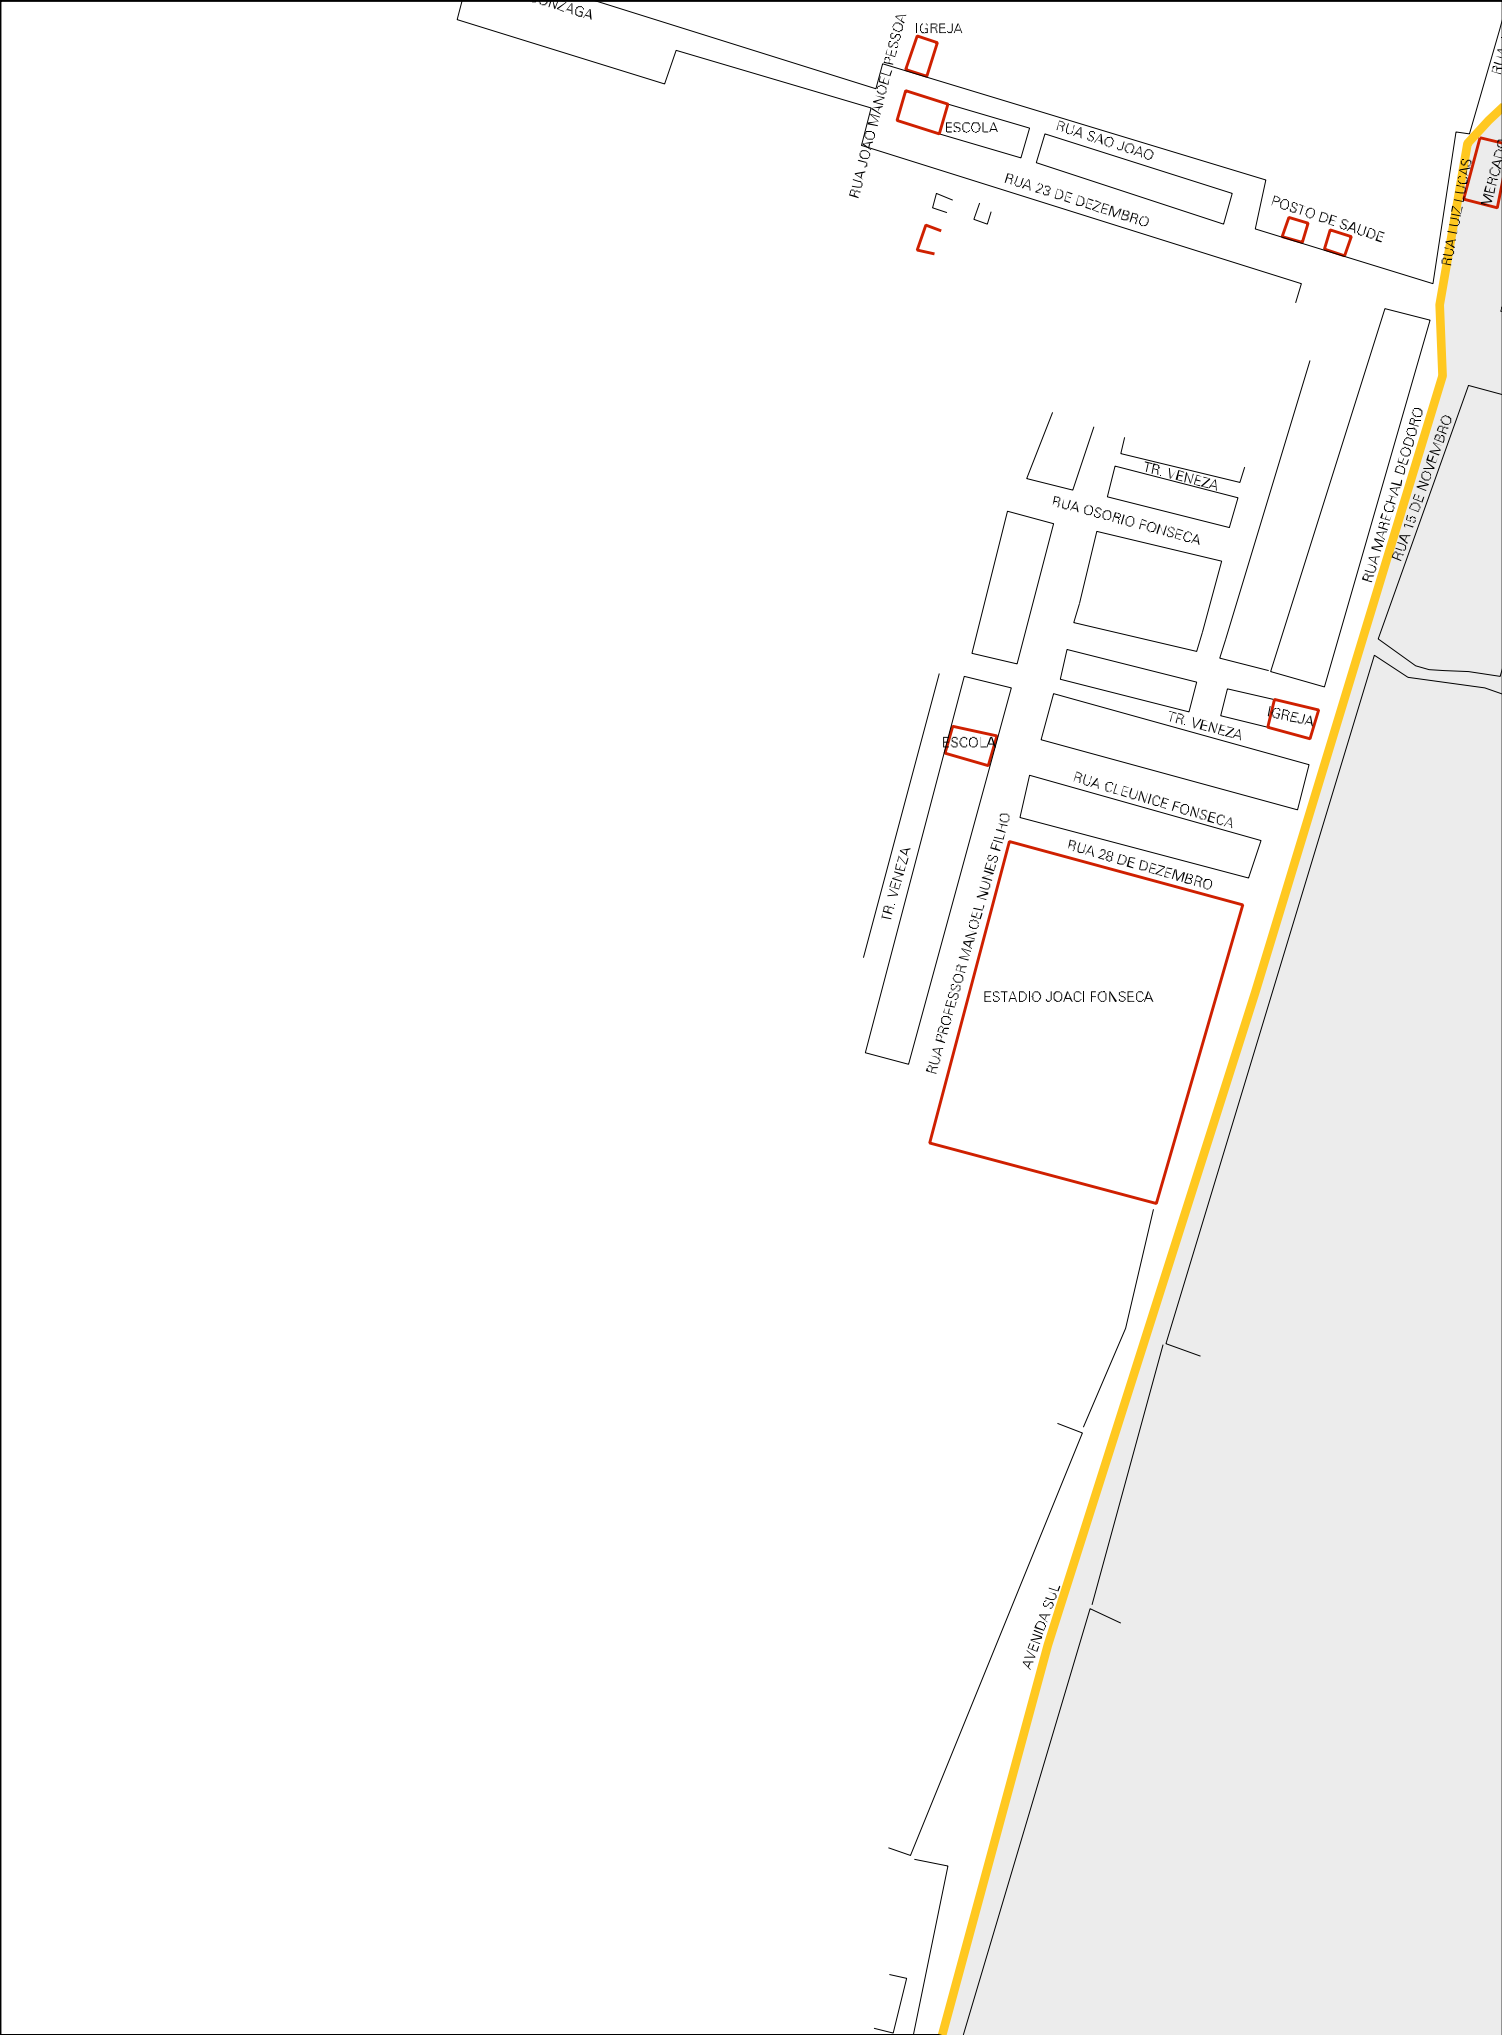 IGREJA
RUA JOAO MANOEL PESSOA
ESCOLA
RUA SAO JOAO
RUA 23 DE DEZEMBRO
POSTO DE SAUDE
RUA LUIZ LUCAS
MERCADO
RUA MARECHAL DEODORO
RUA 15 DE NOVEMBRO
TR. VENEZA
RUA OSORIO FONSECA
IGREJA
TR. VENEZA
ESCOLA
RUA CLEUNICE FONSECA
RUA 28 DE DEZEMBRO
TR. VENEZA
RUA PROFESSOR MANOEL NUNES FILHO
ESTADIO JOACI FONSECA
AVENIDA SUL